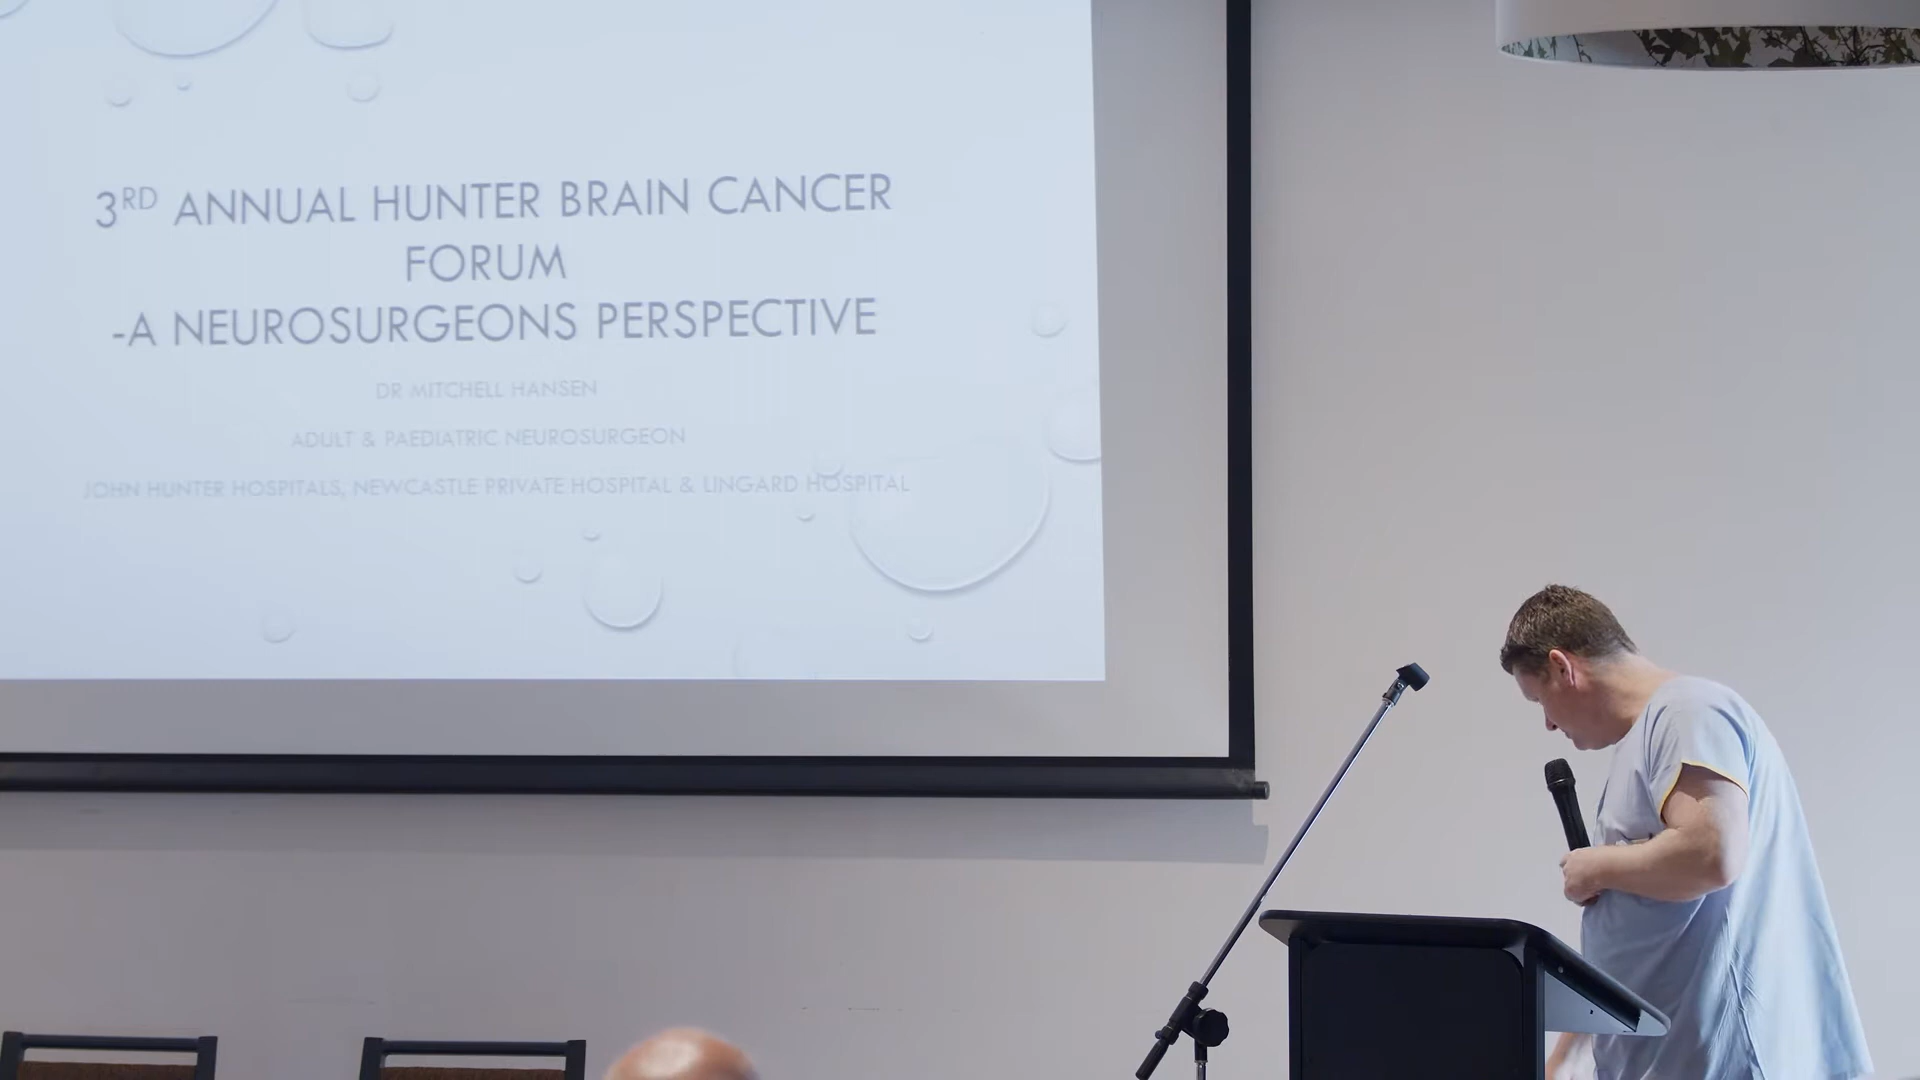 3RD ANNUAL HUNTER BRAIN CANCER
FORUM
-A NEUROSURGEONS PERSPECTIVE
DR MITCHELL HANSEN
ADULT & PAEDIATRIC NEUROSURGEON
JOHN HUNTER HOSPITALS, NEWCASTLE PRIVATE HOSPITAL & LINGARD HOSPITAL